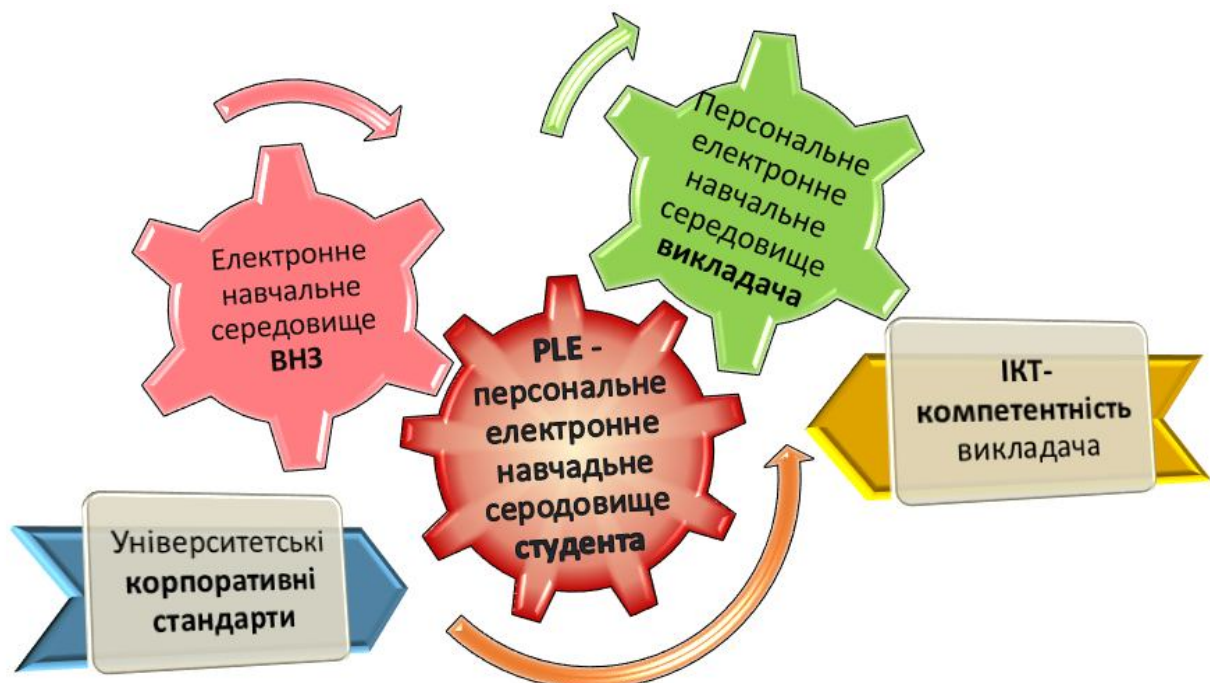 Електронне
навчальне
середовище
ВНЗ
Персональне
електронне
навчальне
середовище
викладача
PLE -
персональне
електронне
навчадьне
серодовище
студента
ІКТ-
компетентність
викладача
Університетські
корпоративні
стандарти